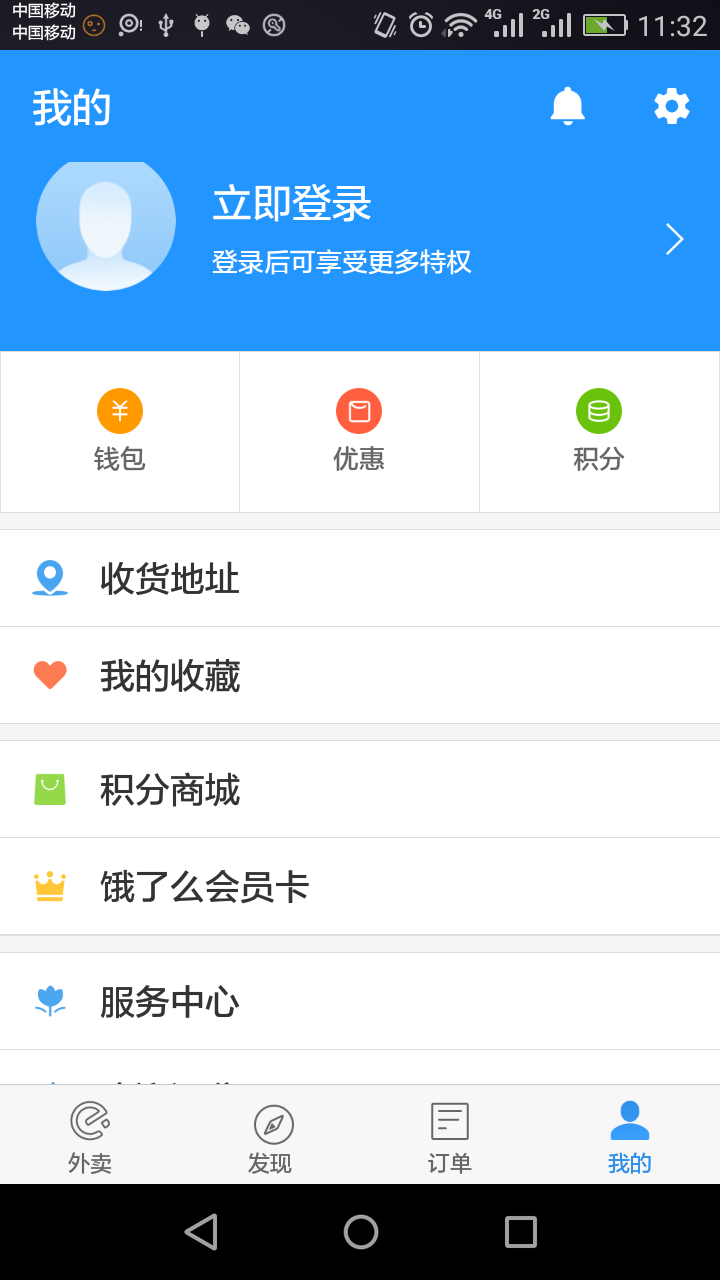 中国移动
中国移动
4G
2G
11:32
我的
立即登录
登录后可享受更多特权
钱包
优惠
积分
收货地址
我的收藏
积分商城
饿了么会员卡
服务中心
外卖
发现
订单
我的